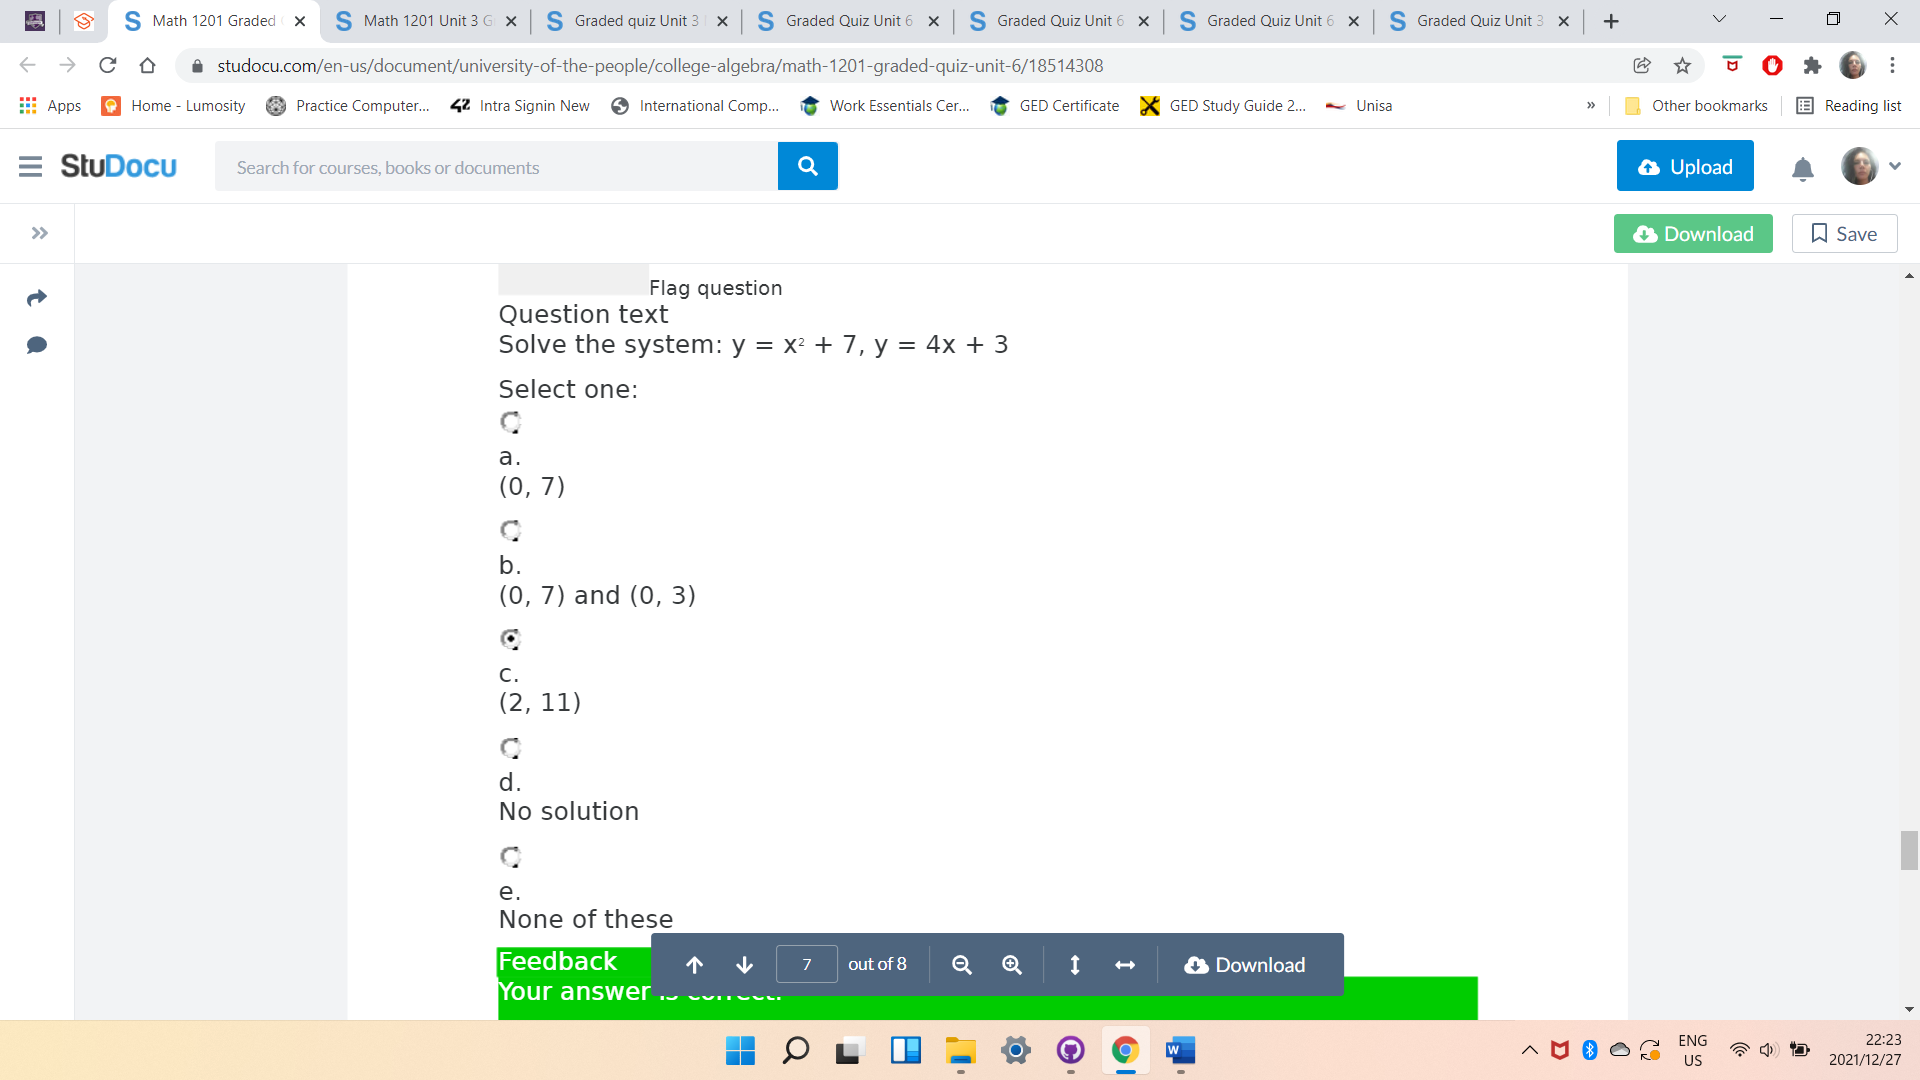 Math 1201 Graded
Math 1201 Unit 3 G
Graded quiz Unit 3
Graded Quiz Unit 6
Graded Quiz Unit 6
Graded Quiz Unit 6
Graded Quiz Unit 3
studocu.com/en-us/document/university-of-the-people/college-algebra/math-1201-graded-quiz-unit-6/18514308
Apps
Home - Lumosity
Practice Computer...
Intra Signin New
International Comp...
Work Essentials Cer...
GED Certificate
GED Study Guide 2...
Unisa
»
Other bookmarks
Reading list
StuDocu
Search for courses, books or documents
Upload
Download
Save
Flag question
Question text
Solve the system: y = x² + 7, y = 4x + 3
Select one:
a.
(0, 7)
b.
(0, 7) and (0, 3)
c.
(2, 11)
d.
No solution
e.
None of these
Feedback
Your answer is correct.
7 out of 8
Download
ENG
US
22:23
2021/12/27